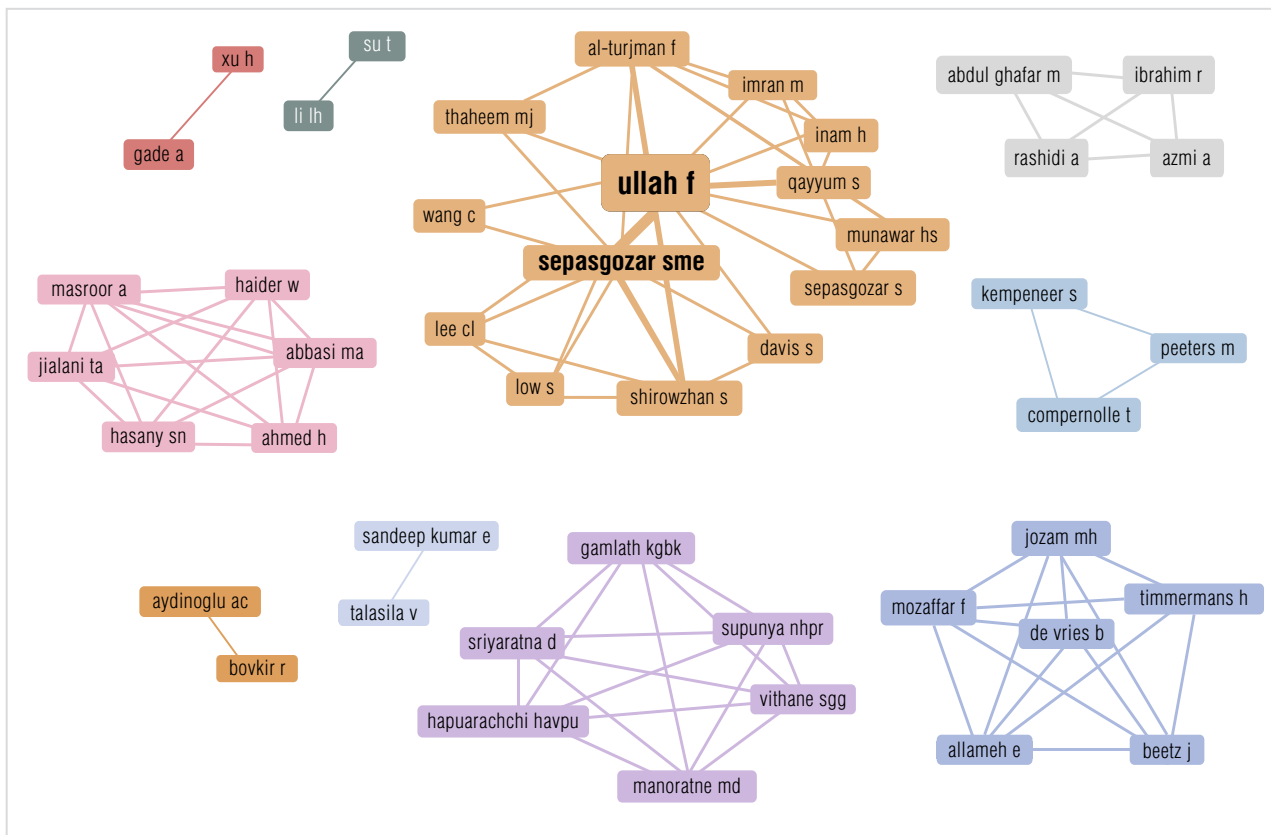 su t
al-turjman f
xu h
abdul ghafar m
ibrahim r
imran m
li lh
thaheem mj
inam h
gade a
rashidi a
azmi a
ullah f
qayyum s
wang c
munawar hs
sepasgozar sme
haider w
masroor a
sepasgozar s
kempeneer s
lee cl
davis s
peeters m
abbasi ma
jialani ta
low s
shirowzhan s
compernolle t
hasany sn
ahmed h
sandeep kumar e
jozam mh
gamlath kgbk
aydinoglu ac
timmermans h
talasila v
mozaffar f
supunya nhpr
de vries b
sriyaratna d
bovkir r
vithane sgg
hapuarachchi havpu
allameh e
beetz j
manoratne md